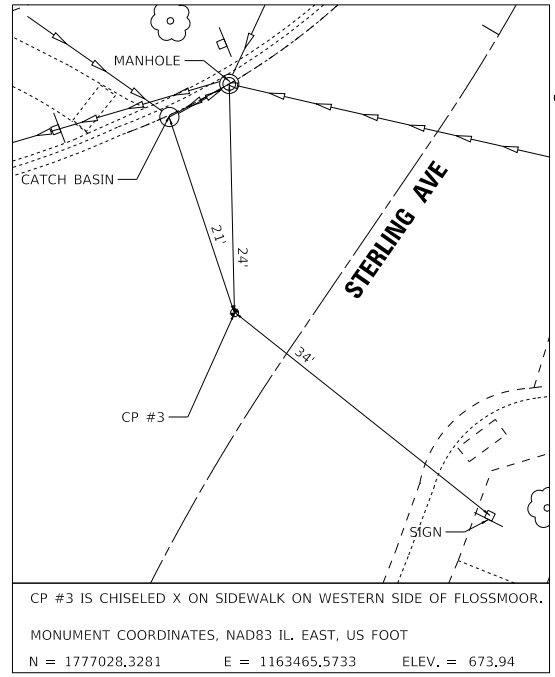 MANHOLE
CATCH BASIN
21'
24'
STERLING AVE
34'
CP #3
SIGN
CP #3 IS CHISELED X ON SIDEWALK ON WESTERN SIDE OF FLOSSMOOR.
MONUMENT COORDINATES, NAD83 IL. EAST, US FOOT
N = 1777028.3281 E = 1163465.5733 ELEV. = 673.94